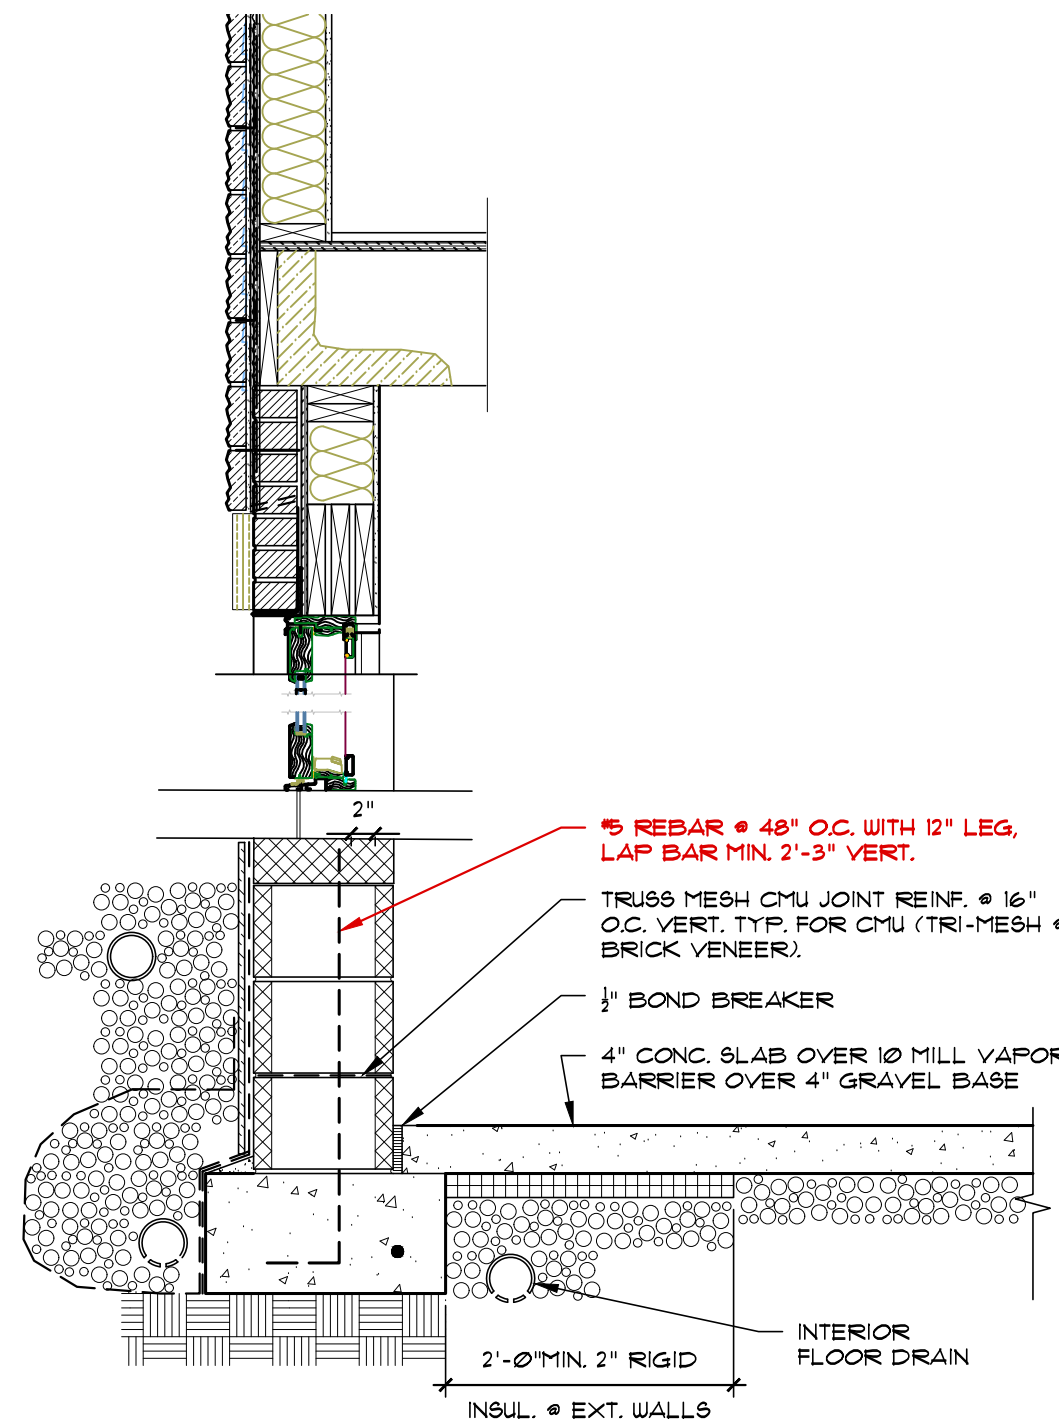 2"
#5 REBAR @ 48" O.C. WITH 12" LEG,
LAP BAR MIN. 2'-3" VERT.
TRUSS MESH CMU JOINT REINF. @ 16"
O.C. VERT. TYP. FOR CMU (TRI-MESH @
BRICK VENEER).
½" BOND BREAKER
4" CONC. SLAB OVER 10 MILL VAPOR
BARRIER OVER 4" GRAVEL BASE
INTERIOR
FLOOR DRAIN
2'-0"MIN. 2" RIGID
INSUL. @ EXT. WALLS